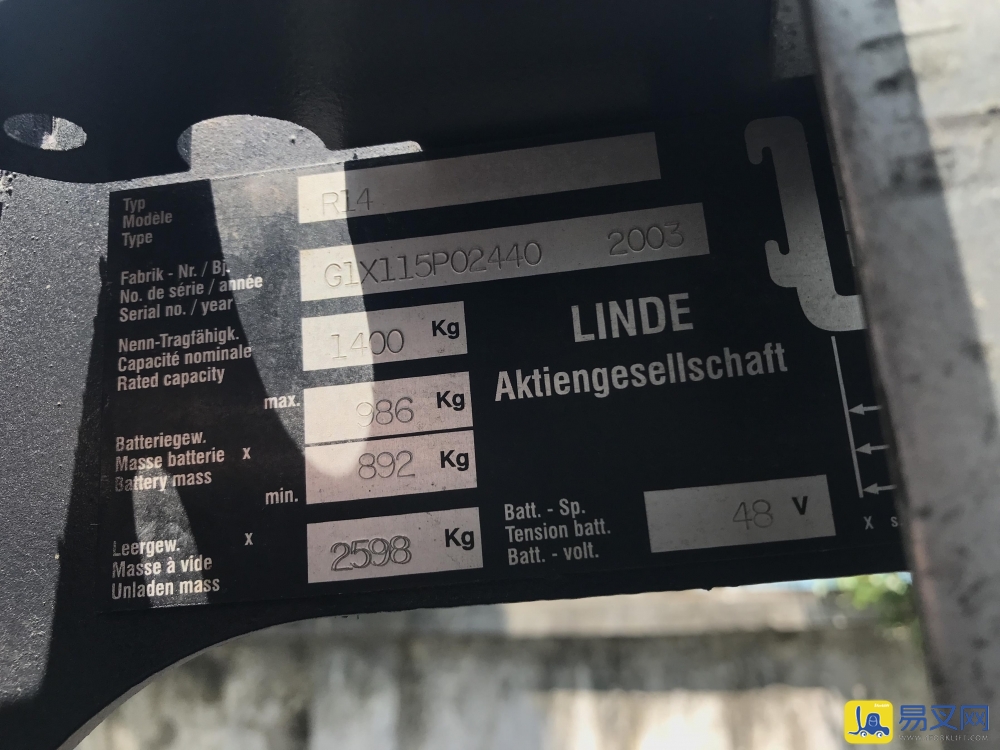 Typ
Modèle
Type
R14
Fabrik - Nr. / Bj.
No. de série / année
Serial no. / year
G1X115P02440 2003
Nenn-Tragfähigk.
Capacité nominale
Rated capacity
1400 Kg
LINDE
Aktiengesellschaft
max. 986 Kg
Batteriegew.
Masse batterie x
Battery mass
892 Kg
min.
Leergew. x
Masse à vide
Unladen mass
2598 Kg
Batt. - Sp.
Tension batt.
Batt. - volt.
48 V
X s.
易叉网